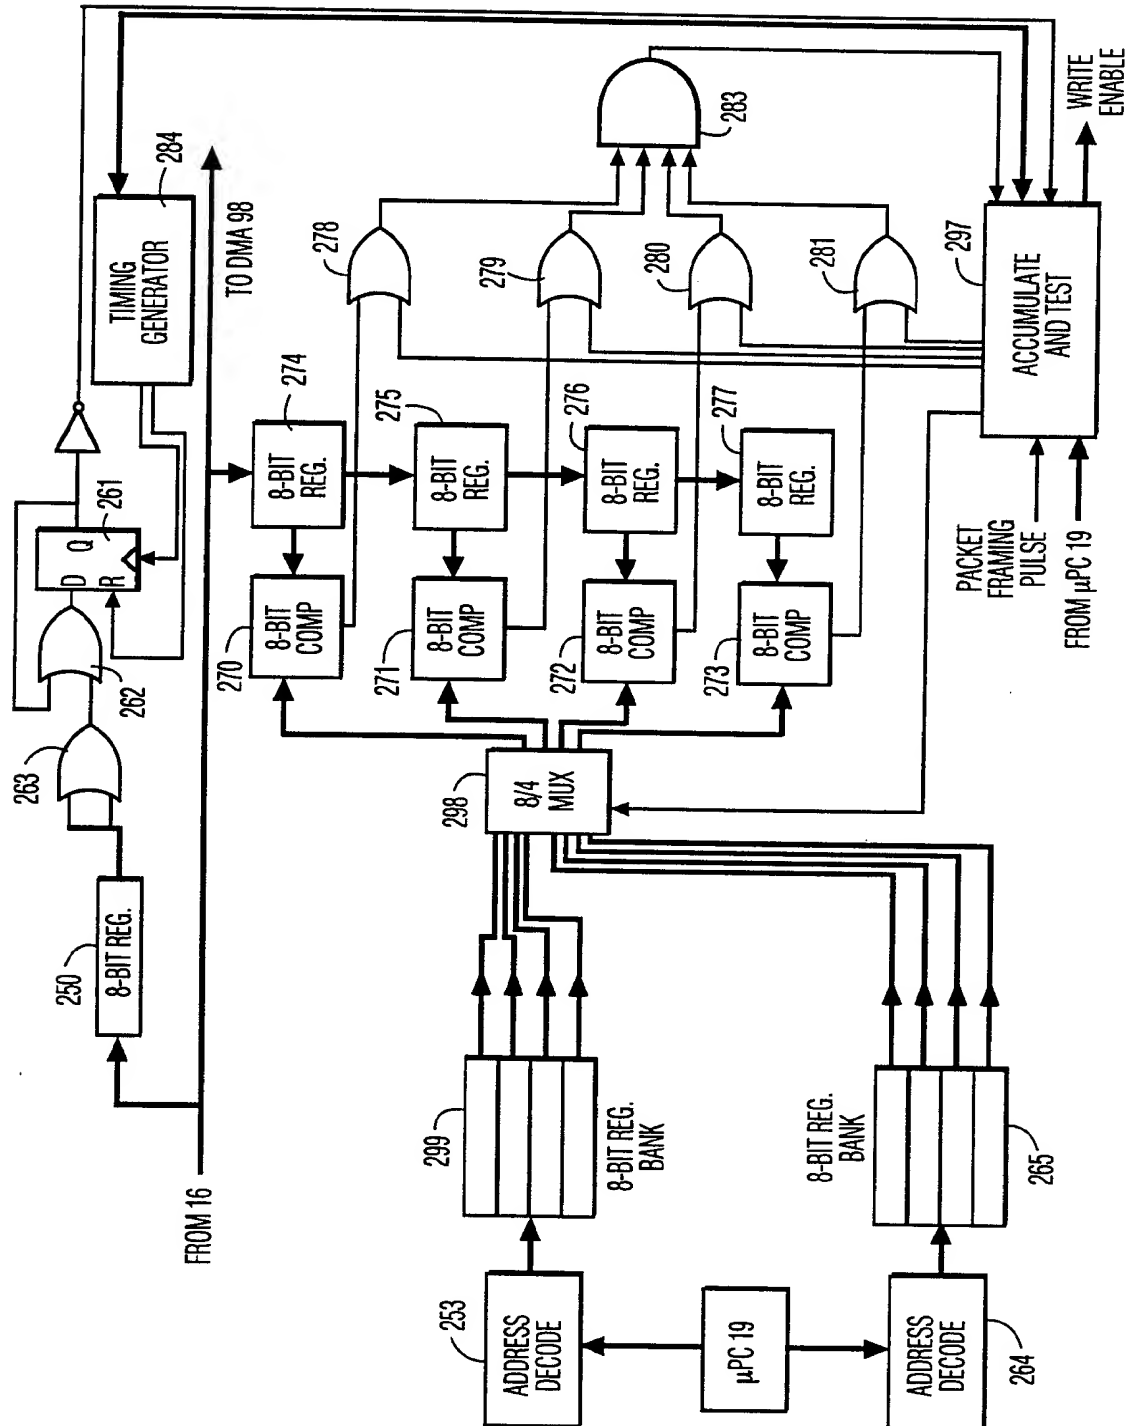 FROM 16
250
8-BIT REG.
263
262
D
Q
R
261
TIMING
GENERATOR
284
TO DMA 98
270
8-BIT
COMP
8-BIT
REG.
274
271
8-BIT
COMP
8-BIT
REG.
275
272
8-BIT
COMP
8-BIT
REG.
276
273
8-BIT
COMP
8-BIT
REG.
277
278
279
280
281
283
299
8-BIT REG.
BANK
298
8/4
MUX
253
ADDRESS
DECODE
µPC 19
ADDRESS
DECODE
264
8-BIT REG.
BANK
265
PACKET
FRAMING
PULSE
FROM µPC 19
ACCUMULATE
AND TEST
297
WRITE
ENABLE